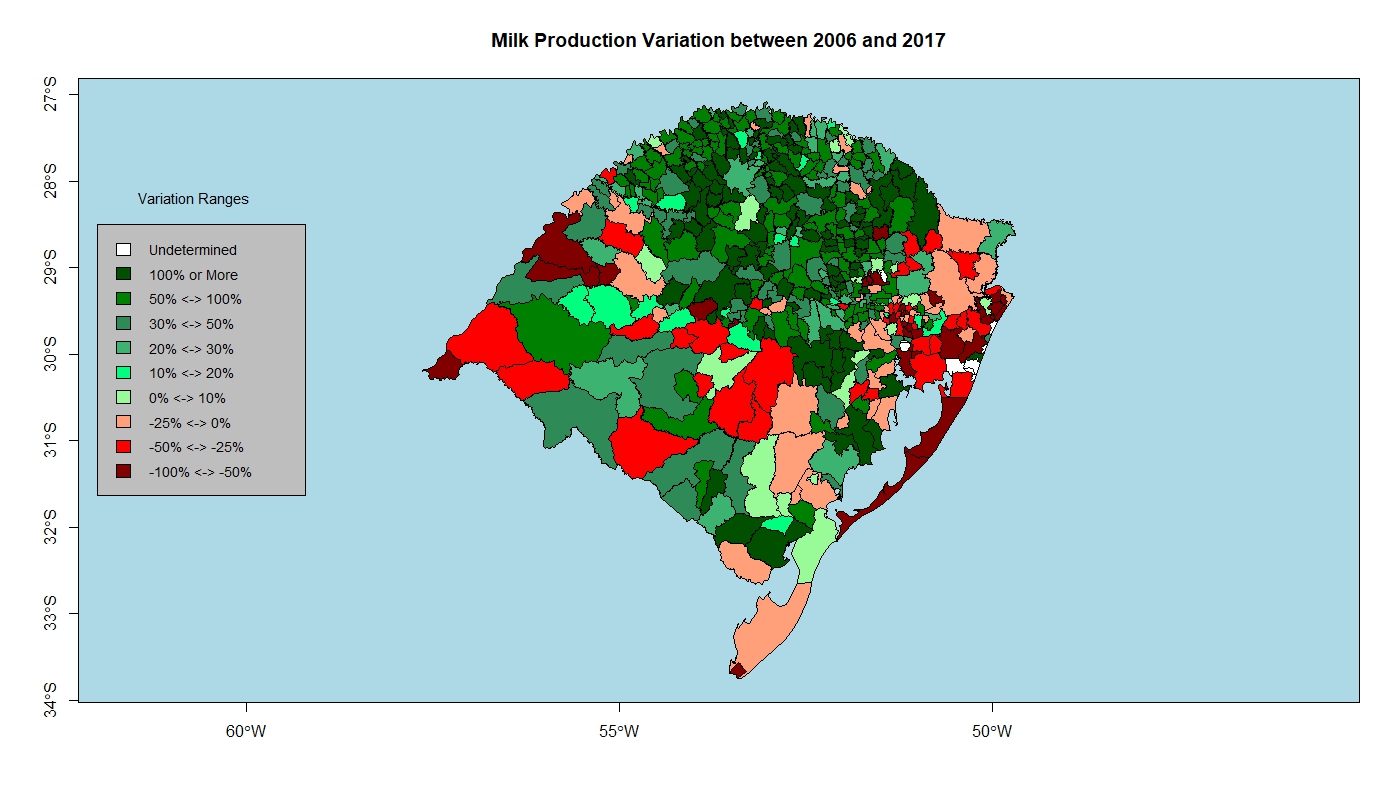 Milk Production Variation between 2006 and 2017
27°S
28°S
29°S
30°S
31°S
32°S
33°S
34°S
Variation Ranges
Undetermined
100% or More
50% <-> 100%
30% <-> 50%
20% <-> 30%
10% <-> 20%
0% <-> 10%
-25% <-> 0%
-50% <-> -25%
-100% <-> -50%
60°W
55°W
50°W